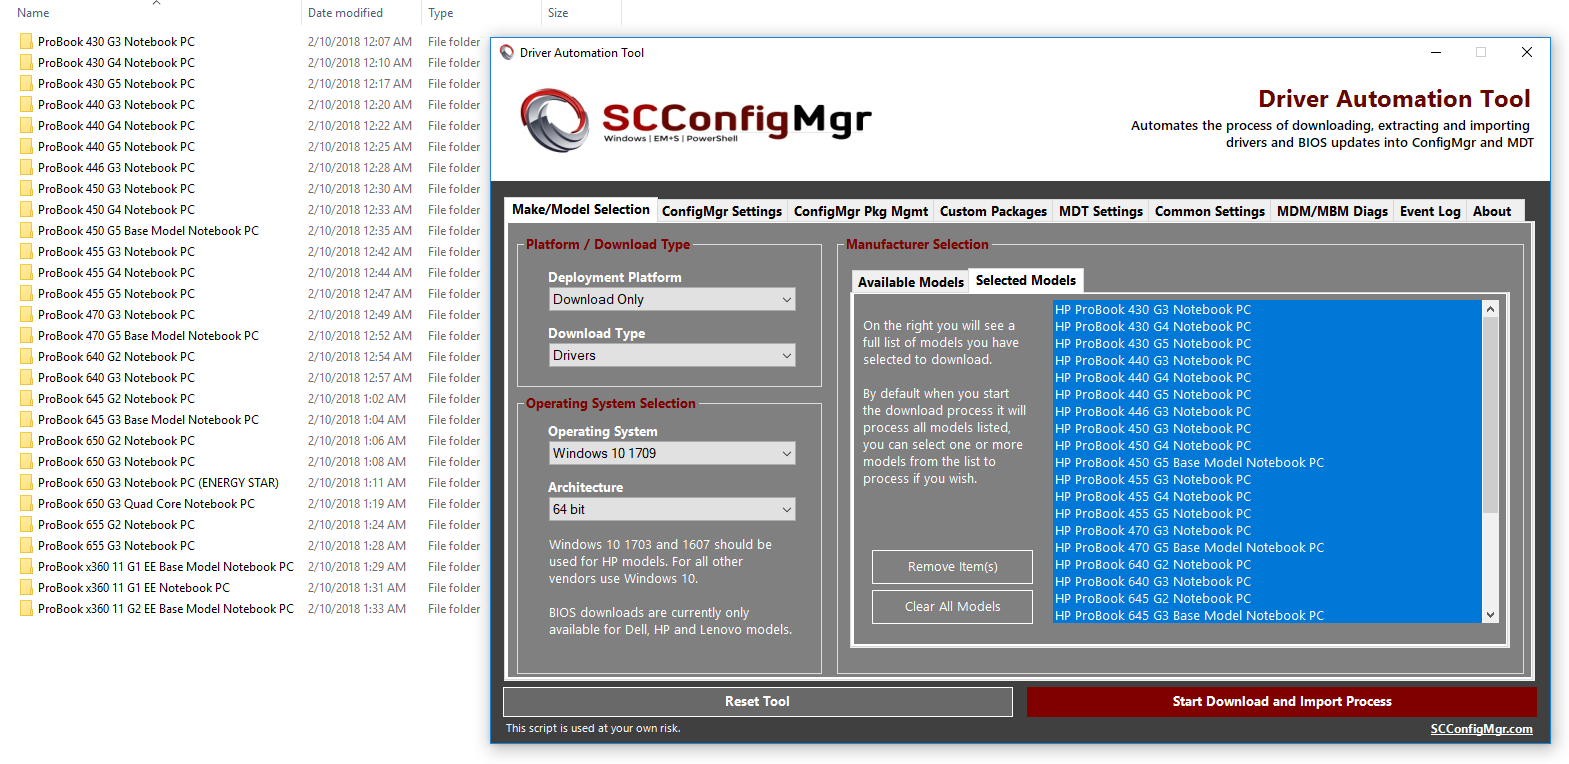 Name Date modified Type Size
ProBook 430 G3 Notebook PC 2/10/2018 12:07 AM File folder
ProBook 430 G4 Notebook PC 2/10/2018 12:10 AM File folder
ProBook 430 G5 Notebook PC 2/10/2018 12:17 AM File folder
ProBook 440 G3 Notebook PC 2/10/2018 12:20 AM File folder
ProBook 440 G4 Notebook PC 2/10/2018 12:22 AM File folder
ProBook 440 G5 Notebook PC 2/10/2018 12:25 AM File folder
ProBook 446 G3 Notebook PC 2/10/2018 12:28 AM File folder
ProBook 450 G3 Notebook PC 2/10/2018 12:30 AM File folder
ProBook 450 G4 Notebook PC 2/10/2018 12:33 AM File folder
ProBook 450 G5 Base Model Notebook PC 2/10/2018 12:35 AM File folder
ProBook 455 G3 Notebook PC 2/10/2018 12:42 AM File folder
ProBook 455 G4 Notebook PC 2/10/2018 12:44 AM File folder
ProBook 455 G5 Notebook PC 2/10/2018 12:47 AM File folder
ProBook 470 G3 Notebook PC 2/10/2018 12:49 AM File folder
ProBook 470 G5 Base Model Notebook PC 2/10/2018 12:52 AM File folder
ProBook 640 G2 Notebook PC 2/10/2018 12:54 AM File folder
ProBook 640 G3 Notebook PC 2/10/2018 12:57 AM File folder
ProBook 645 G2 Notebook PC 2/10/2018 1:02 AM File folder
ProBook 645 G3 Base Model Notebook PC 2/10/2018 1:04 AM File folder
ProBook 650 G2 Notebook PC 2/10/2018 1:06 AM File folder
ProBook 650 G3 Notebook PC 2/10/2018 1:08 AM File folder
ProBook 650 G3 Notebook PC (ENERGY STAR) 2/10/2018 1:11 AM File folder
ProBook 650 G3 Quad Core Notebook PC 2/10/2018 1:19 AM File folder
ProBook 655 G2 Notebook PC 2/10/2018 1:24 AM File folder
ProBook 655 G3 Notebook PC 2/10/2018 1:28 AM File folder
ProBook x360 11 G1 EE Base Model Notebook PC 2/10/2018 1:29 AM File folder
ProBook x360 11 G1 EE Notebook PC 2/10/2018 1:31 AM File folder
ProBook x360 11 G2 EE Base Model Notebook PC 2/10/2018 1:33 AM File folder
Driver Automation Tool
SCConfigMgr
Windows | EM+S | PowerShell
Driver Automation Tool
Automates the process of downloading, extracting and importing
drivers and BIOS updates into ConfigMgr and MDT
Make/Model Selection ConfigMgr Settings ConfigMgr Pkg Mgmt Custom Packages MDT Settings Common Settings MDM/MBM Diags Event Log About
Platform / Download Type
Deployment Platform
Download Only
Download Type
Drivers
Operating System Selection
Operating System
Windows 10 1709
Architecture
64 bit
Windows 10 1703 and 1607 should be
used for HP models. For all other
vendors use Windows 10.
BIOS downloads are currently only
available for Dell, HP and Lenovo models.
Manufacturer Selection
Available Models Selected Models
On the right you will see a
full list of models you have
selected to download.
By default when you start
the download process it will
process all models listed,
you can select one or more
models from the list to
process if you wish.
Remove Item(s)
Clear All Models
HP ProBook 430 G3 Notebook PC
HP ProBook 430 G4 Notebook PC
HP ProBook 430 G5 Notebook PC
HP ProBook 440 G3 Notebook PC
HP ProBook 440 G4 Notebook PC
HP ProBook 440 G5 Notebook PC
HP ProBook 446 G3 Notebook PC
HP ProBook 450 G3 Notebook PC
HP ProBook 450 G4 Notebook PC
HP ProBook 450 G5 Base Model Notebook PC
HP ProBook 455 G3 Notebook PC
HP ProBook 455 G4 Notebook PC
HP ProBook 455 G5 Notebook PC
HP ProBook 470 G3 Notebook PC
HP ProBook 470 G5 Base Model Notebook PC
HP ProBook 640 G2 Notebook PC
HP ProBook 640 G3 Notebook PC
HP ProBook 645 G2 Notebook PC
HP ProBook 645 G3 Base Model Notebook PC
Reset Tool Start Download and Import Process
This script is used at your own risk. SCConfigMgr.com